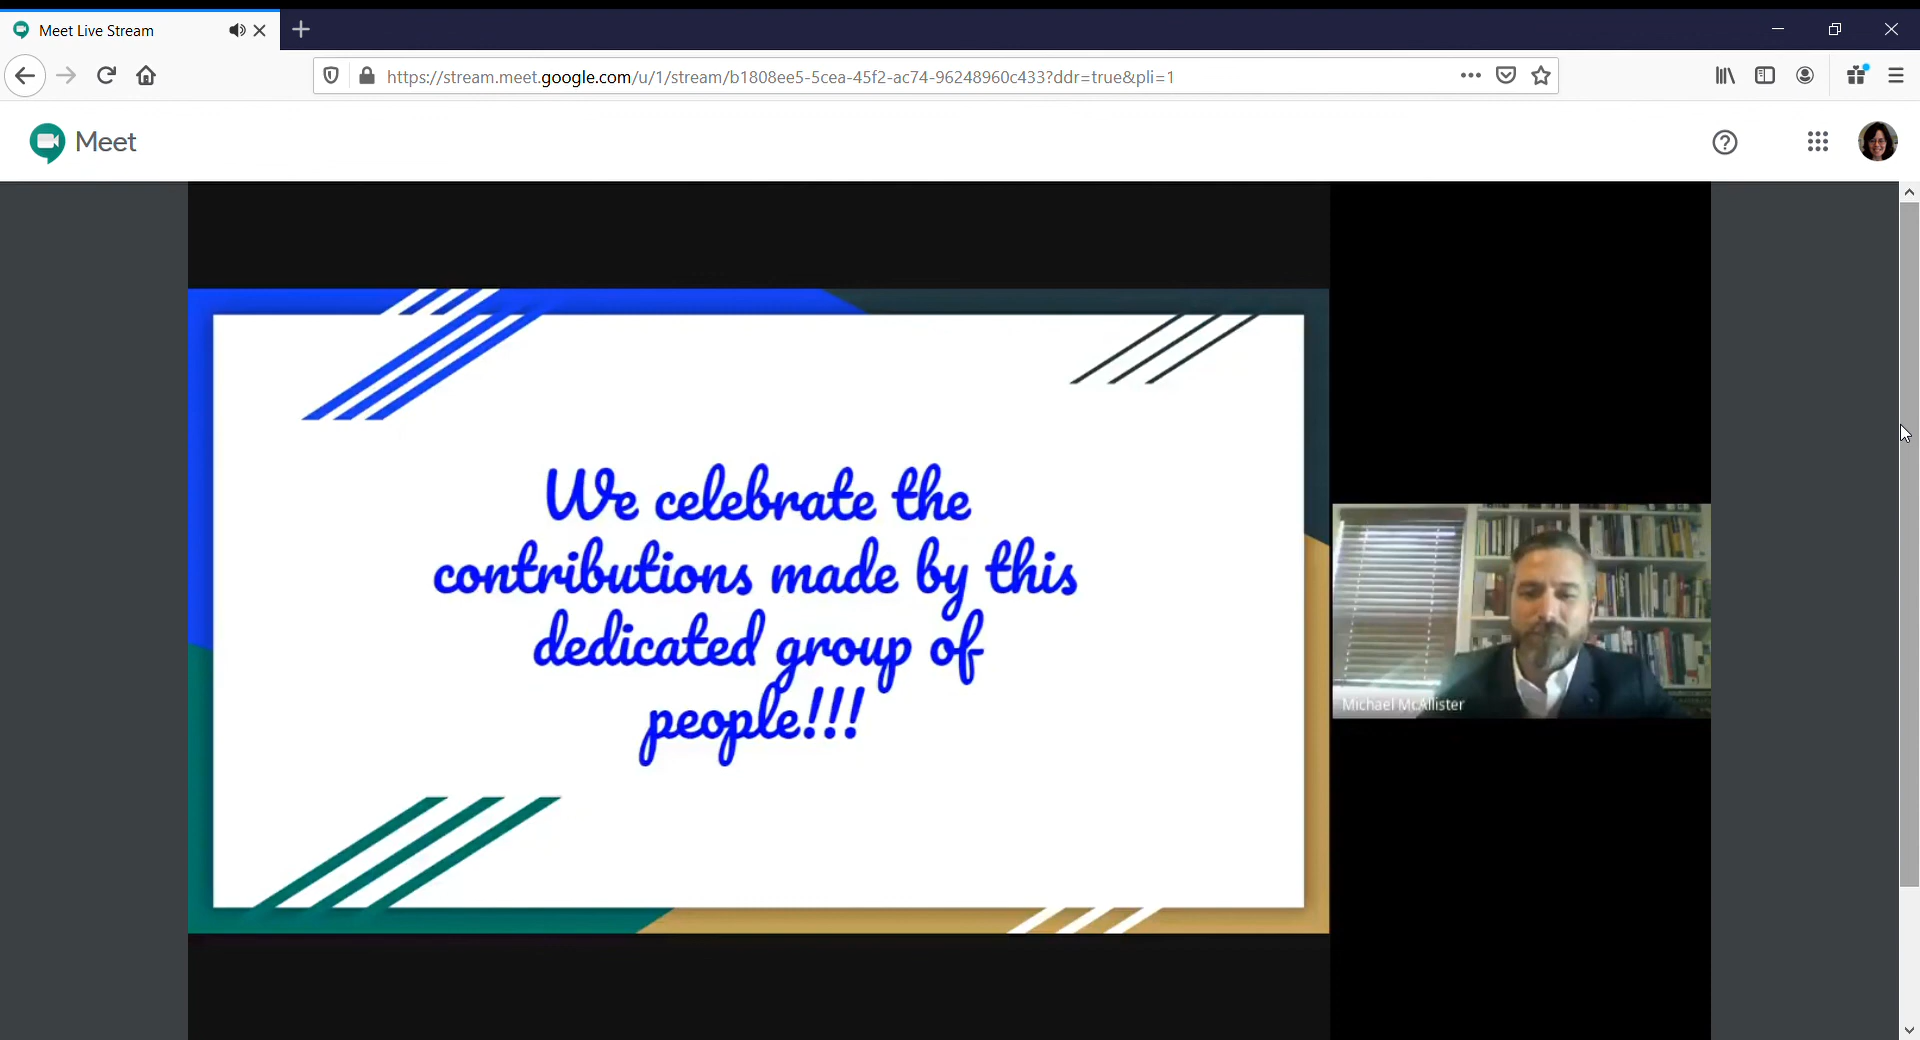 Meet Live Stream
https://stream.meet.google.com/u/1/stream/b1808ee5-5cea-45f2-ac74-96248960c433?ddr=true&pli=1
Meet
We celebrate the
contributions made by this
dedicated group of
people!!!
Michael McAllister